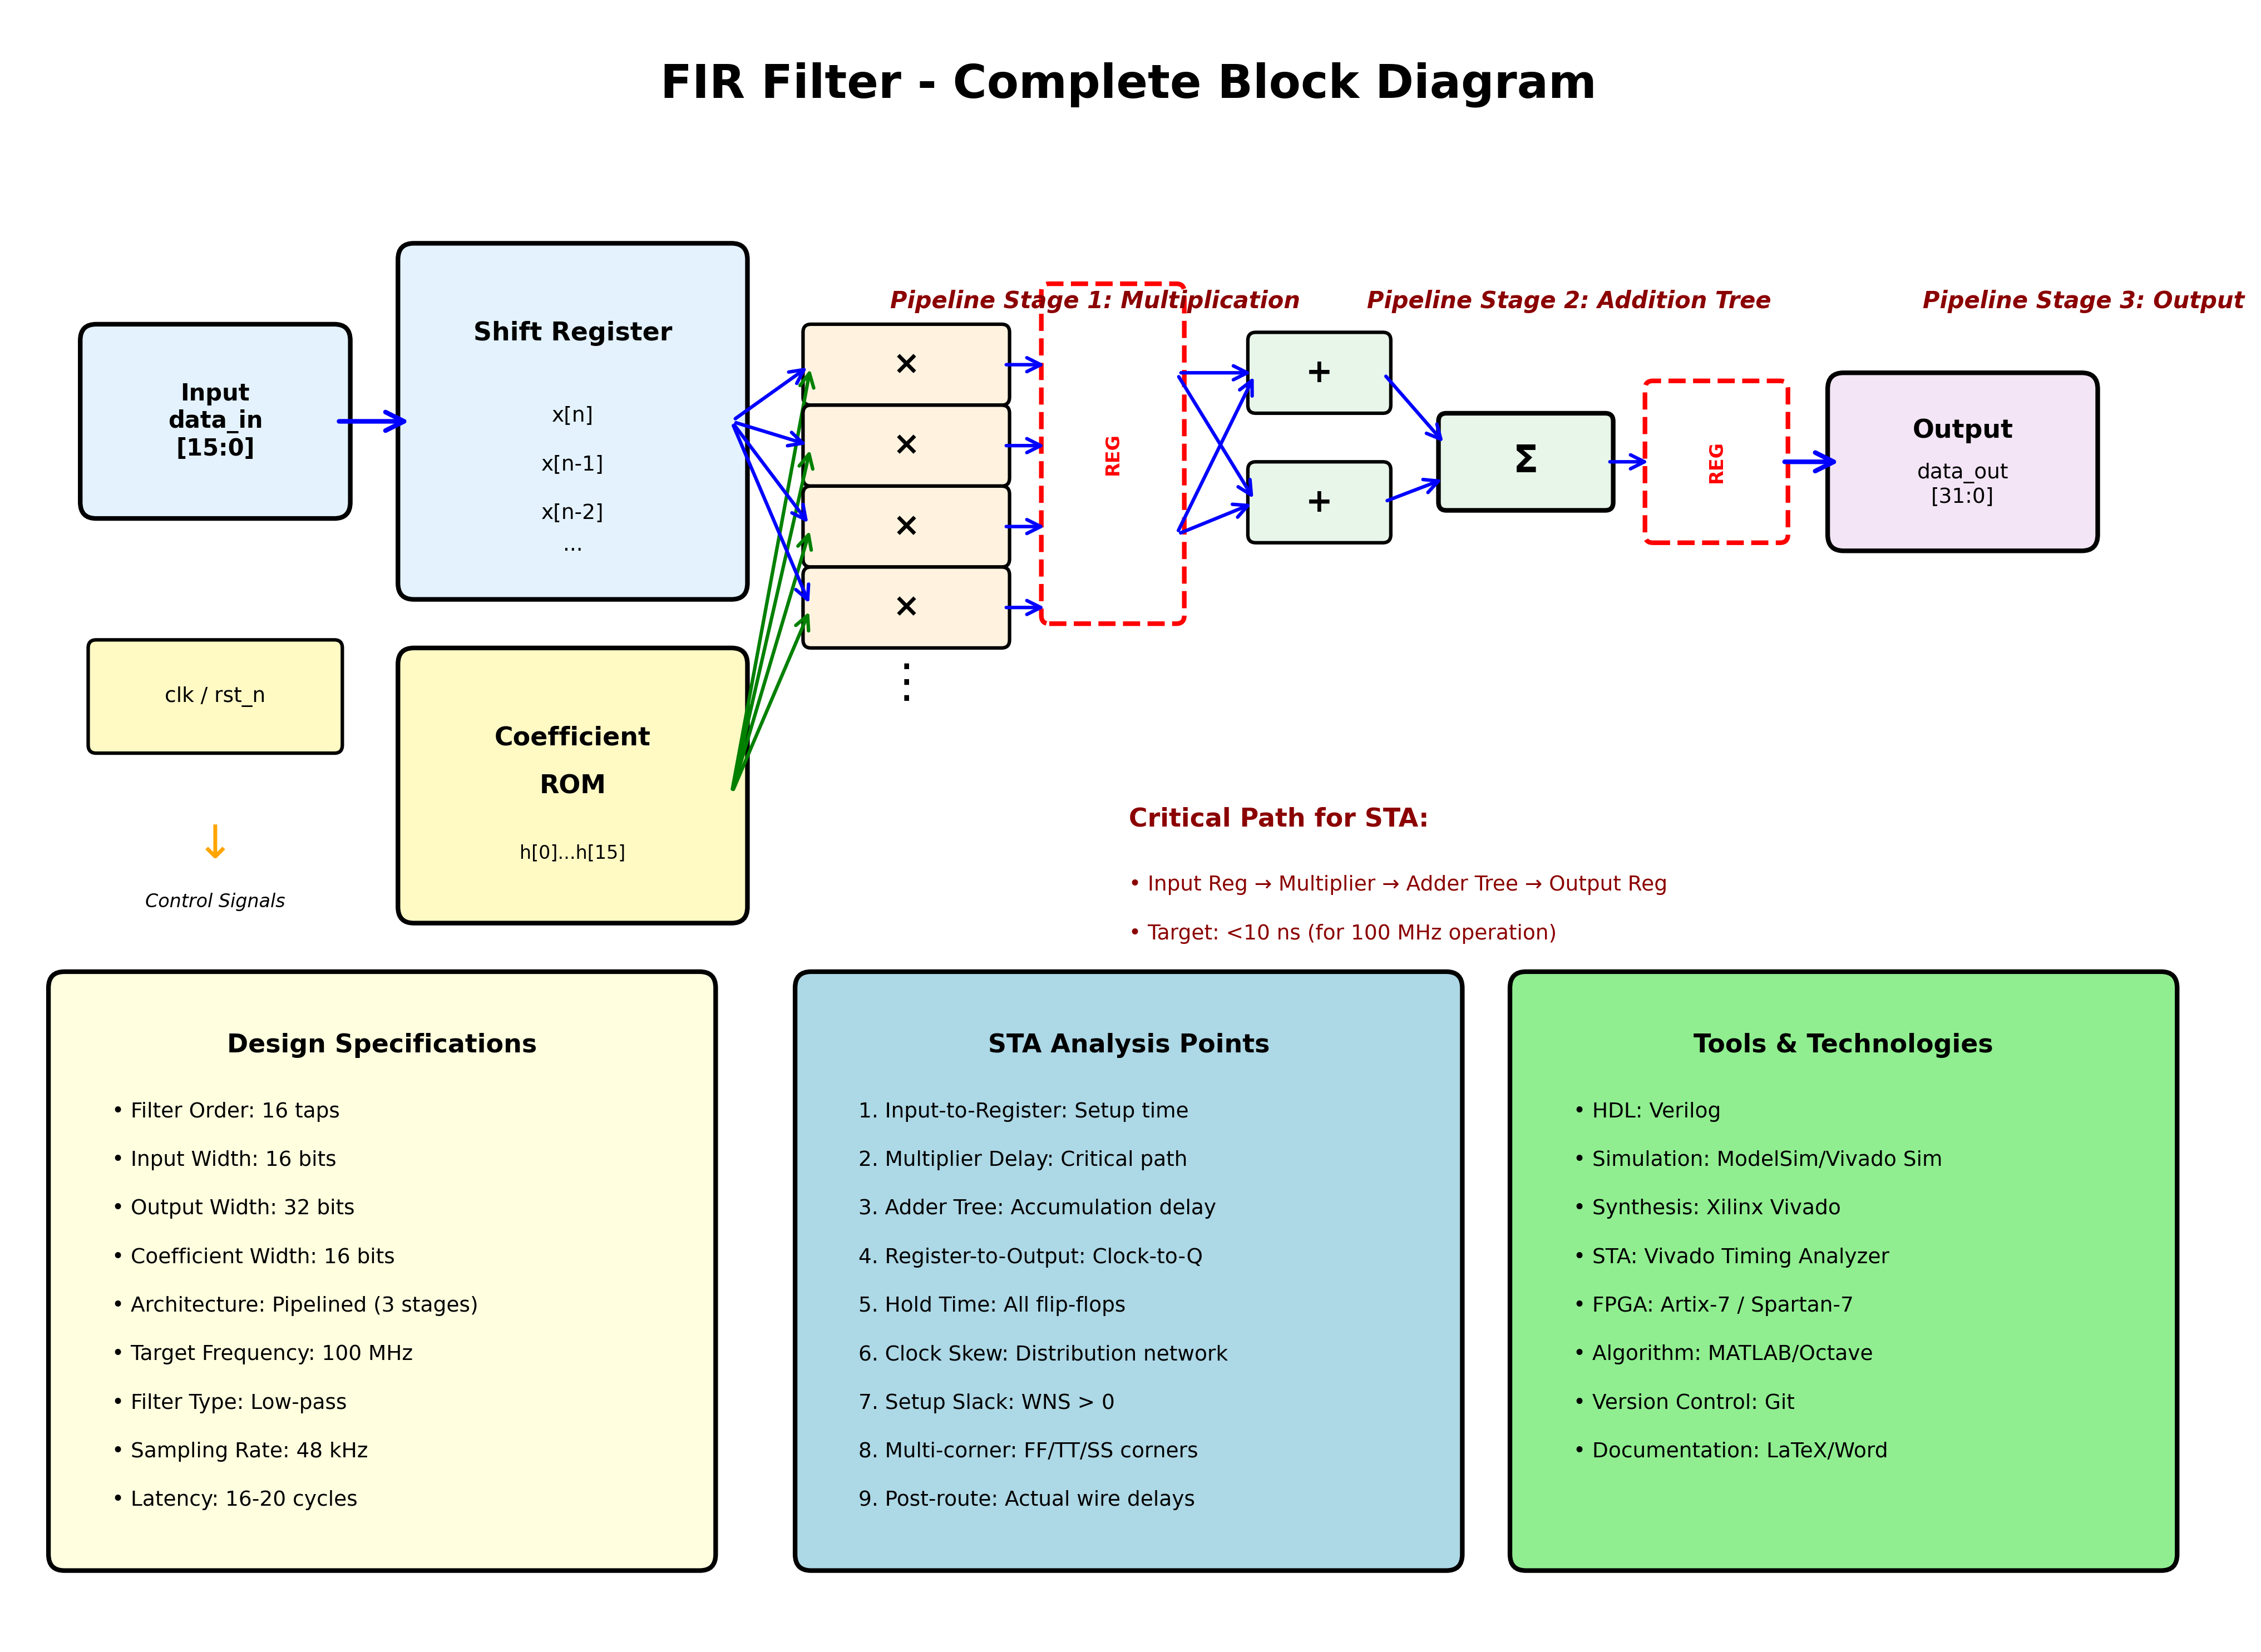 FIR Filter - Complete Block Diagram
Pipeline Stage 1: Multiplication
Pipeline Stage 2: Addition Tree
Pipeline Stage 3: Output
Input
data_in
[15:0]
Shift Register
x[n]
x[n-1]
x[n-2]
...
×
×
×
×
⋮
REG
+
+
Σ
REG
Output
data_out
[31:0]
clk / rst_n
↓
Control Signals
Coefficient
ROM
h[0]...h[15]
Critical Path for STA:
• Input Reg → Multiplier → Adder Tree → Output Reg
• Target: <10 ns (for 100 MHz operation)
Design Specifications
• Filter Order: 16 taps
• Input Width: 16 bits
• Output Width: 32 bits
• Coefficient Width: 16 bits
• Architecture: Pipelined (3 stages)
• Target Frequency: 100 MHz
• Filter Type: Low-pass
• Sampling Rate: 48 kHz
• Latency: 16-20 cycles
STA Analysis Points
1. Input-to-Register: Setup time
2. Multiplier Delay: Critical path
3. Adder Tree: Accumulation delay
4. Register-to-Output: Clock-to-Q
5. Hold Time: All flip-flops
6. Clock Skew: Distribution network
7. Setup Slack: WNS > 0
8. Multi-corner: FF/TT/SS corners
9. Post-route: Actual wire delays
Tools & Technologies
• HDL: Verilog
• Simulation: ModelSim/Vivado Sim
• Synthesis: Xilinx Vivado
• STA: Vivado Timing Analyzer
• FPGA: Artix-7 / Spartan-7
• Algorithm: MATLAB/Octave
• Version Control: Git
• Documentation: LaTeX/Word